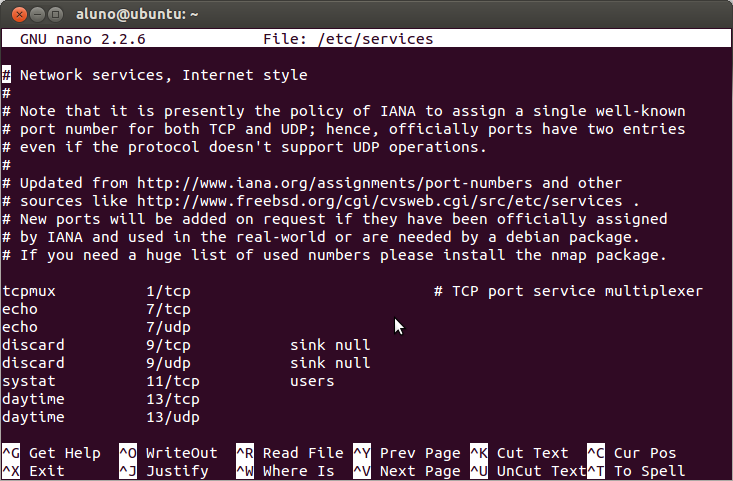 aluno@ubuntu: ~
GNU nano 2.2.6 File: /etc/services
# Network services, Internet style
#
# Note that it is presently the policy of IANA to assign a single well-known
# port number for both TCP and UDP; hence, officially ports have two entries
# even if the protocol doesn't support UDP operations.
#
# Updated from http://www.iana.org/assignments/port-numbers and other
# sources like http://www.freebsd.org/cgi/cvsweb.cgi/src/etc/services .
# New ports will be added on request if they have been officially assigned
# by IANA and used in the real-world or are needed by a debian package.
# If you need a huge list of used numbers please install the nmap package.
tcpmux 1/tcp # TCP port service multiplexer
echo 7/tcp
echo 7/udp
discard 9/tcp sink null
discard 9/udp sink null
systat 11/tcp users
daytime 13/tcp
daytime 13/udp
^G Get Help ^O WriteOut ^R Read File ^Y Prev Page ^K Cut Text ^C Cur Pos
^X Exit ^J Justify ^W Where Is ^V Next Page ^U UnCut Text ^T To Spell